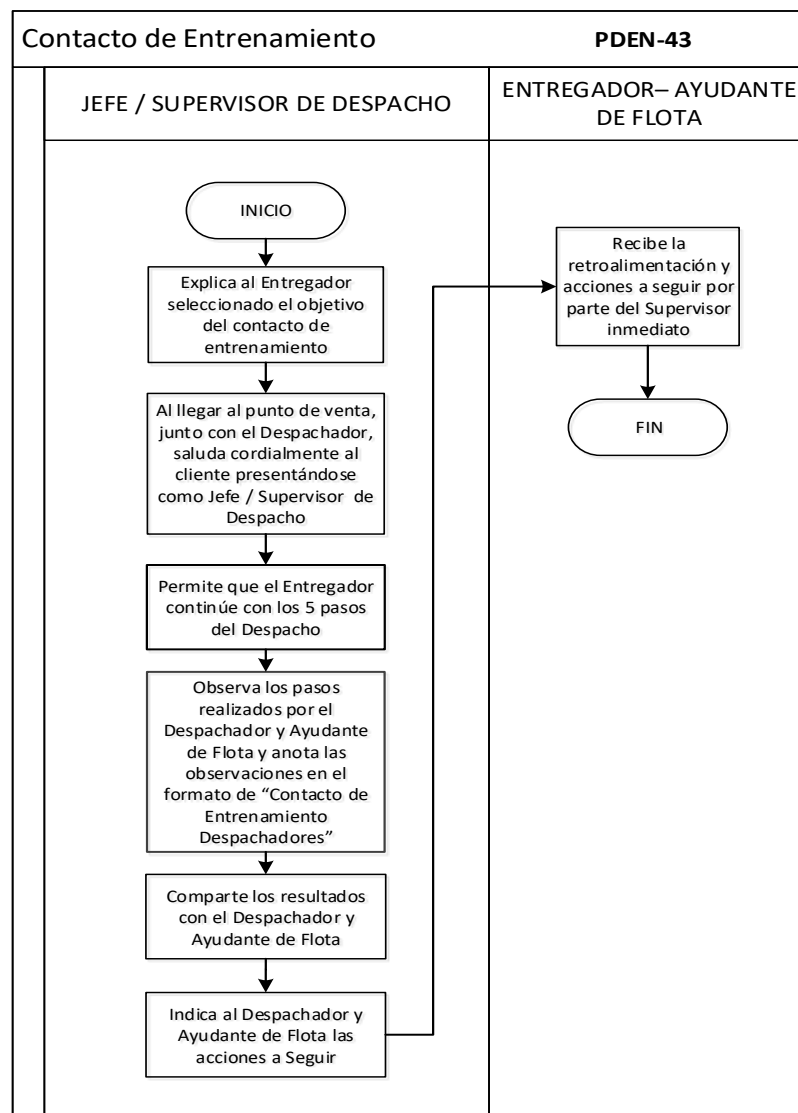 Contacto de Entrenamiento
PDEN-43
JEFE / SUPERVISOR DE DESPACHO
ENTREGADOR– AYUDANTE
DE FLOTA
INICIO
Explica al Entregador
seleccionado el objetivo
del contacto de
entrenamiento
Al llegar al punto de venta,
junto con el Despachador,
saluda cordialmente al
cliente presentándose
como Jefe / Supervisor de
Despacho
Permite que el Entregador
continúe con los 5 pasos
del Despacho
Observa los pasos
realizados por el
Despachador y Ayudante
de Flota y anota las
observaciones en el
formato de “Contacto de
Entrenamiento
Despachadores”
Comparte los resultados
con el Despachador y
Ayudante de Flota
Indica al Despachador y
Ayudante de Flota las
acciones a Seguir
Recibe la
retroalimentación y
acciones a seguir por
parte del Supervisor
inmediato
FIN